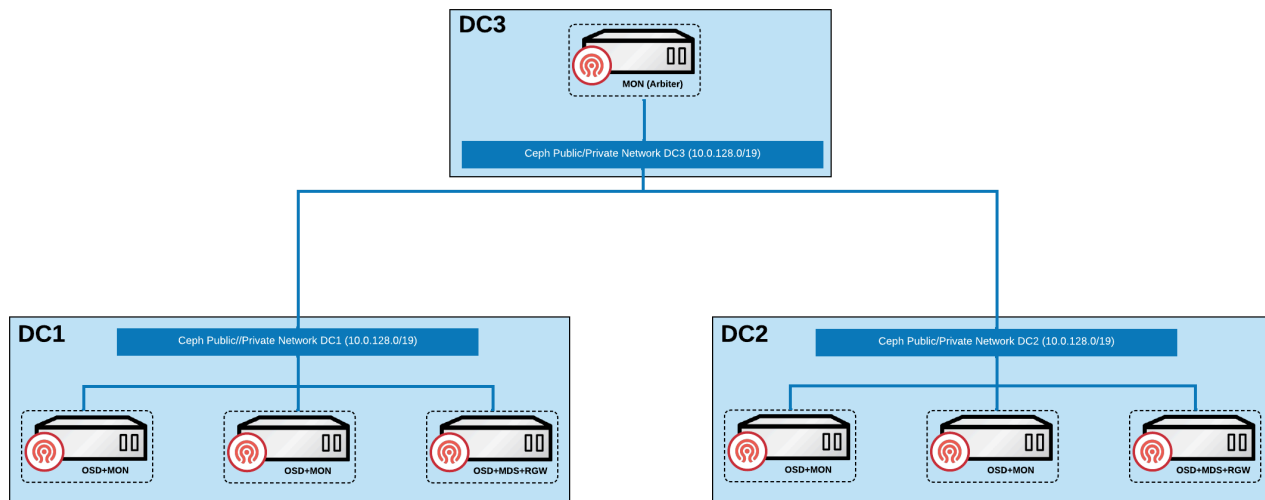 DC3
MON (Arbiter)
Ceph Public/Private Network DC3 (10.0.128.0/19)
DC1
Ceph Public//Private Network DC1 (10.0.128.0/19)
OSD+MON
OSD+MON
OSD+MDS+RGW
DC2
Ceph Public/Private Network DC2 (10.0.128.0/19)
OSD+MON
OSD+MON
OSD+MDS+RGW